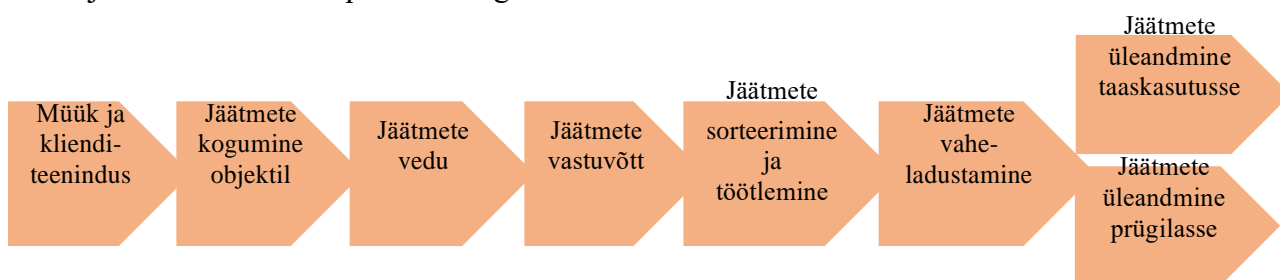 Müük ja
kliendi-
teenindus
Jäätmete
kogumine
objektil
Jäätmete
vedu
Jäätmete
vastuvõtt
Jäätmete
sorteerimine
ja
töötlemine
Jäätmete
vahe-
ladustamine
Jäätmete
üleandmine
taaskasutusse
Jäätmete
üleandmine
prügilasse